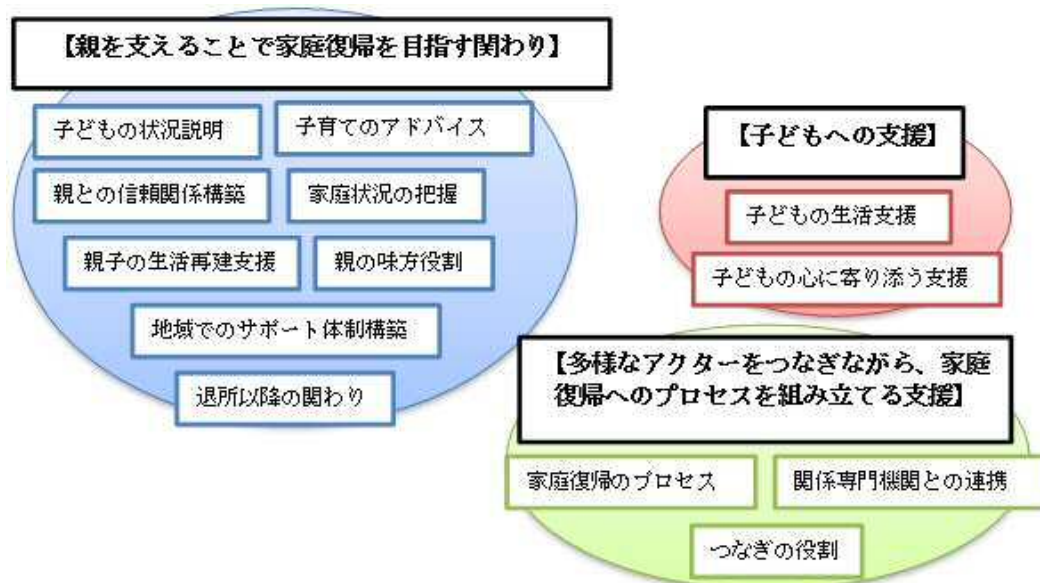 【親を支えることで家庭復帰を目指す関わり】
子どもの状況説明
子育てのアドバイス
親との信頼関係構築
家庭状況の把握
親子の生活再建支援
親の味方役割
地域でのサポート体制構築
退所以降の関わり
【子どもへの支援】
子どもの生活支援
子どもの心に寄り添う支援
【多様なアクターをつなぎながら、家庭
復帰へのプロセスを組み立てる支援】
家庭復帰のプロセス
関係専門機関との連携
つなぎの役割